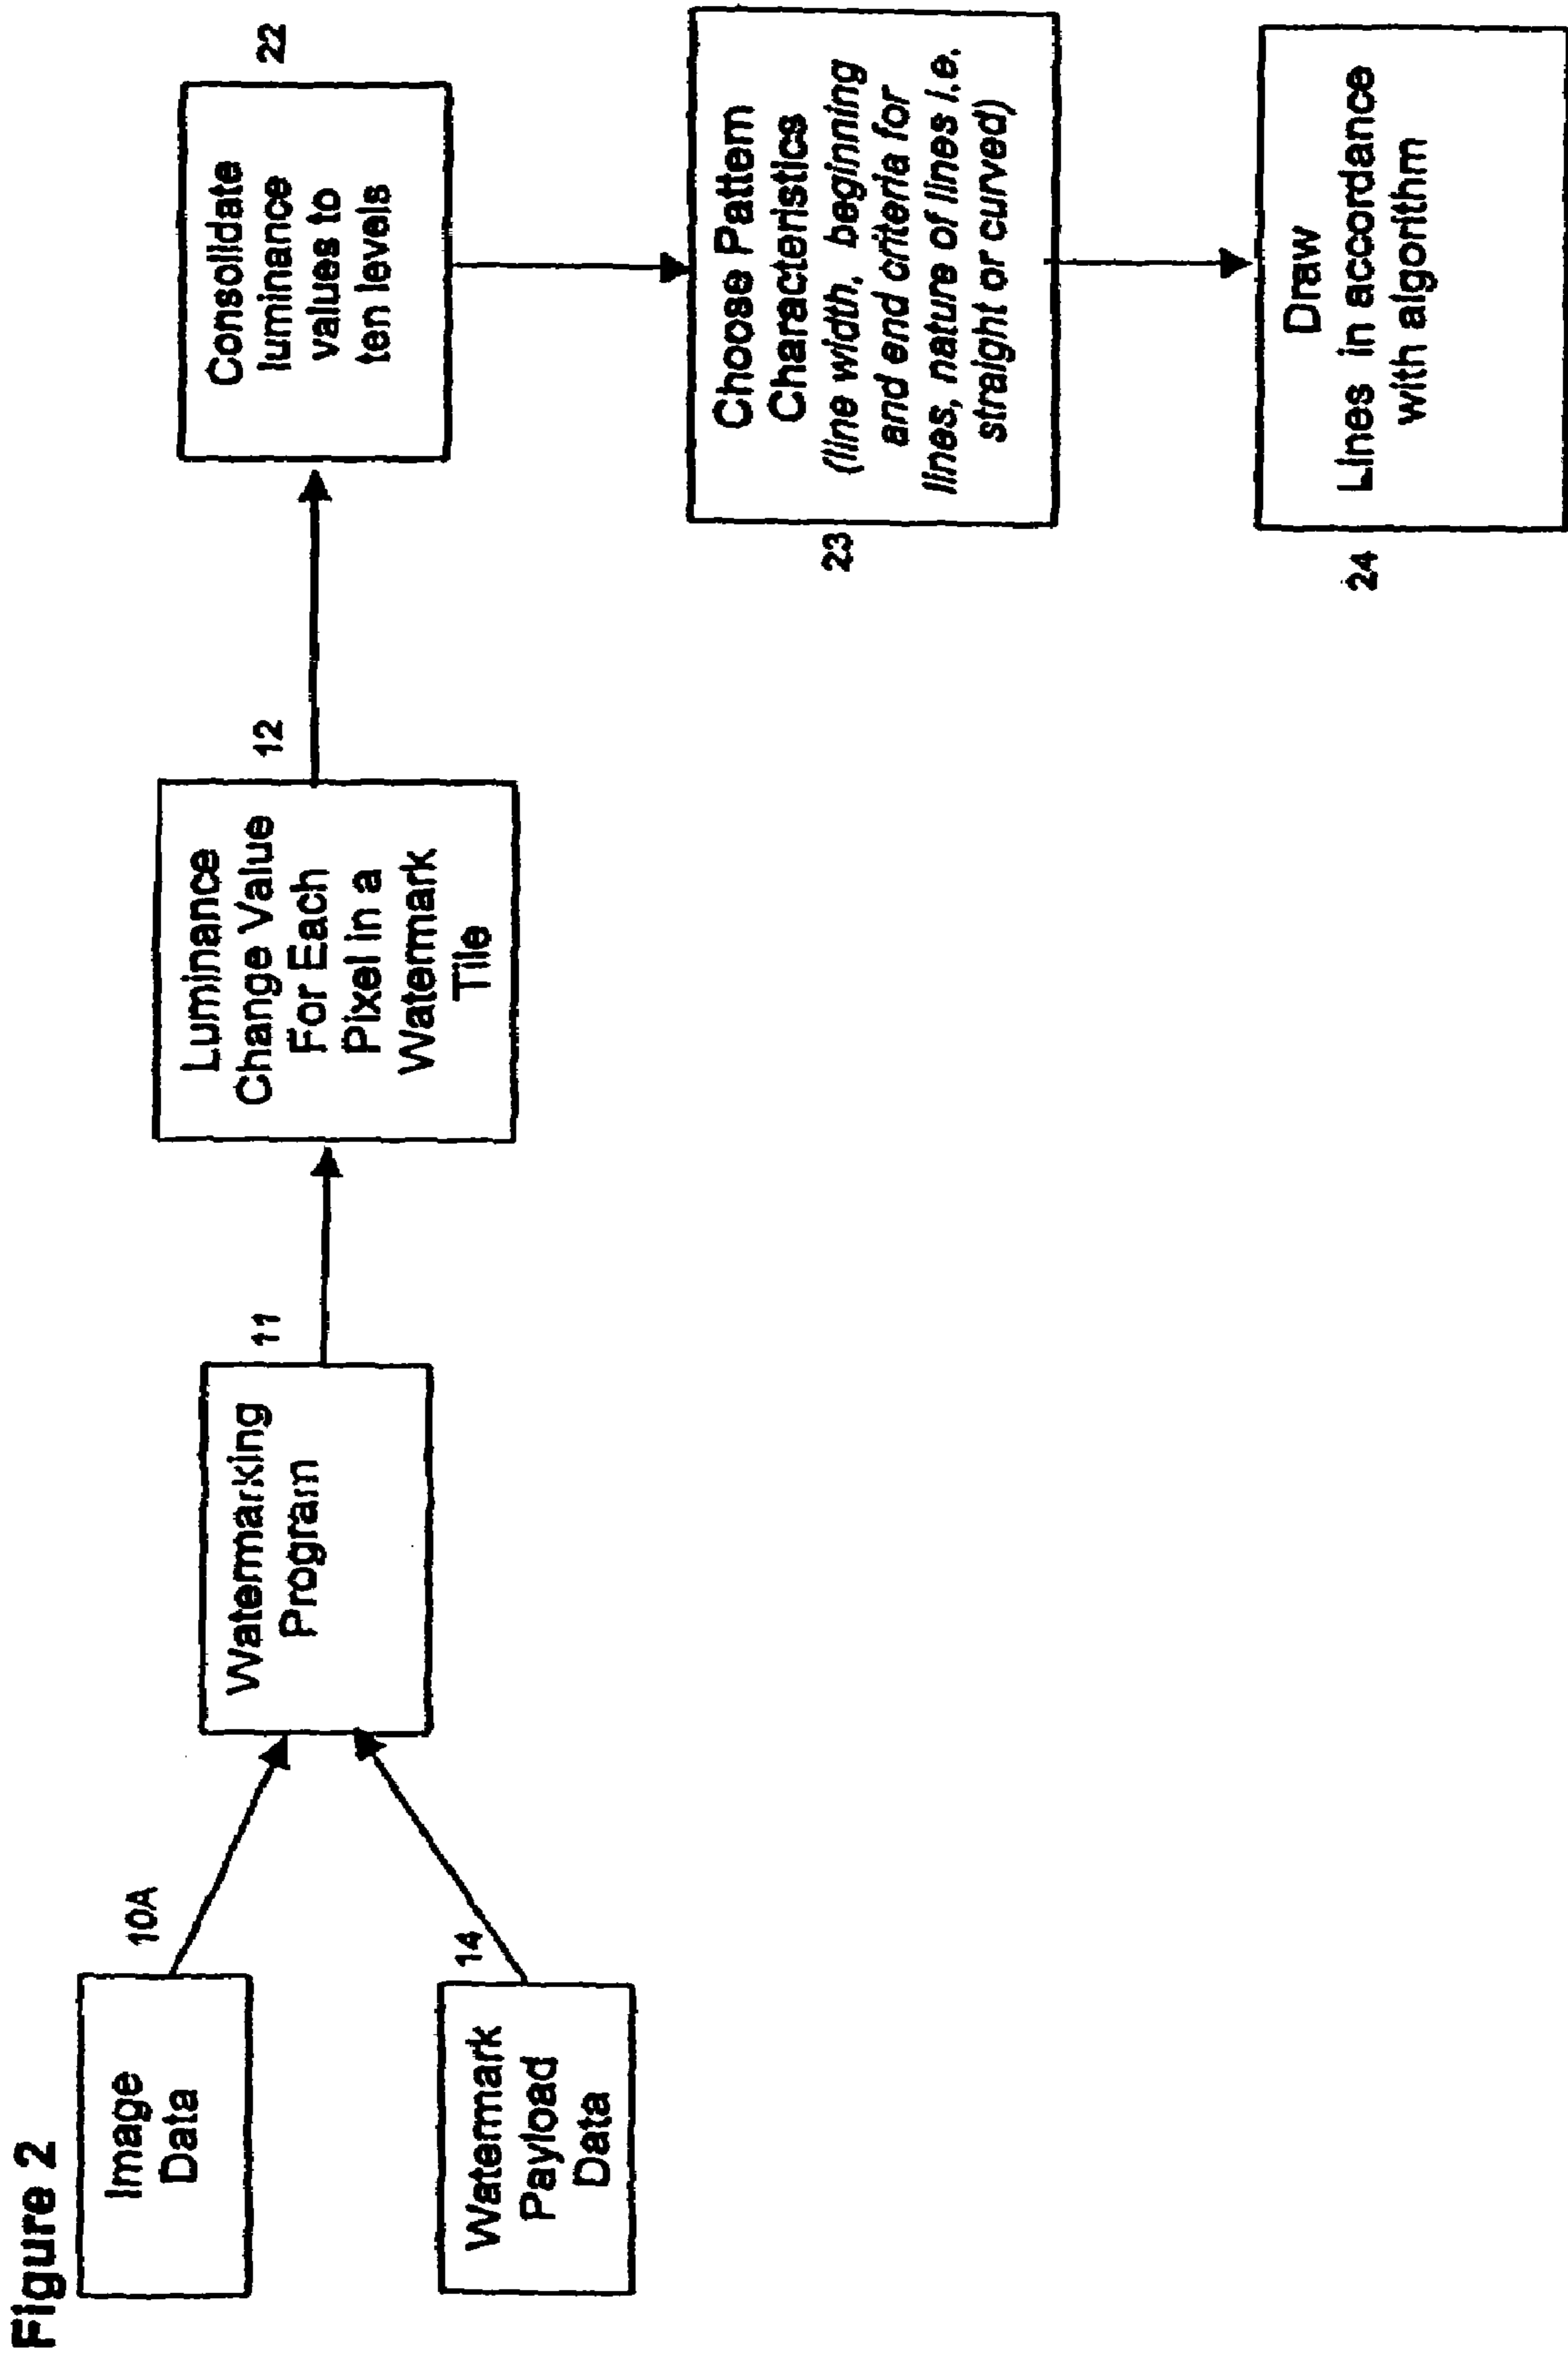 Figure 2
Image
Data
10A
Watermark
Payload
Data
14
Watermarking
Program
11
Luminance
Change Value
For Each
Pixel in a
Watermark
Tile
12
Consolidate
luminance
values to
ten levels
22
Choose Pattern
Characteristics
(line width, beginning
and end criteria for
lines, nature of lines i.e.
straight or curved)
23
Draw
Lines in accordance
with algorithm
24